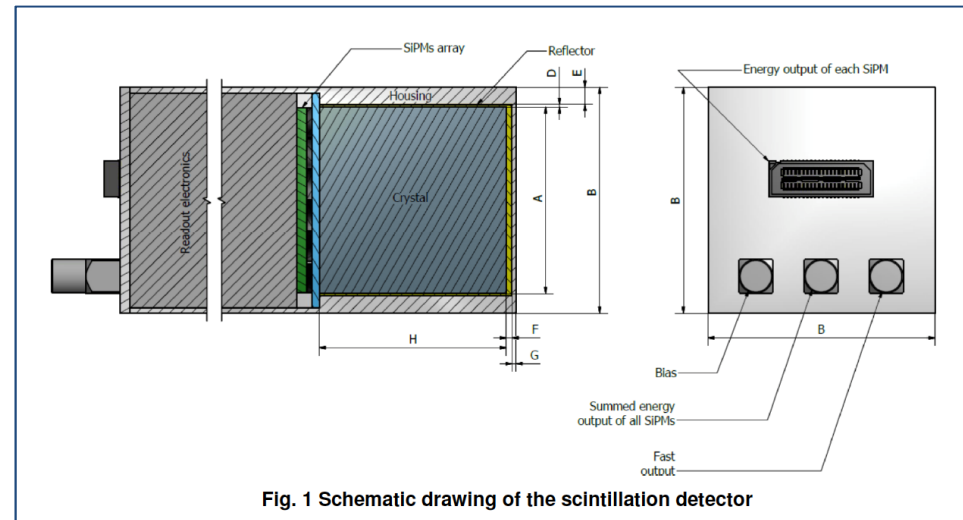 SiPMs array
Reflector
D
E
Energy output of each SiPM
Housing
Readout electronics
Crystal
A
B
B
F
H
G
B
Bias
Summed energy
output of all SiPMs
Fast
output
Fig. 1 Schematic drawing of the scintillation detector